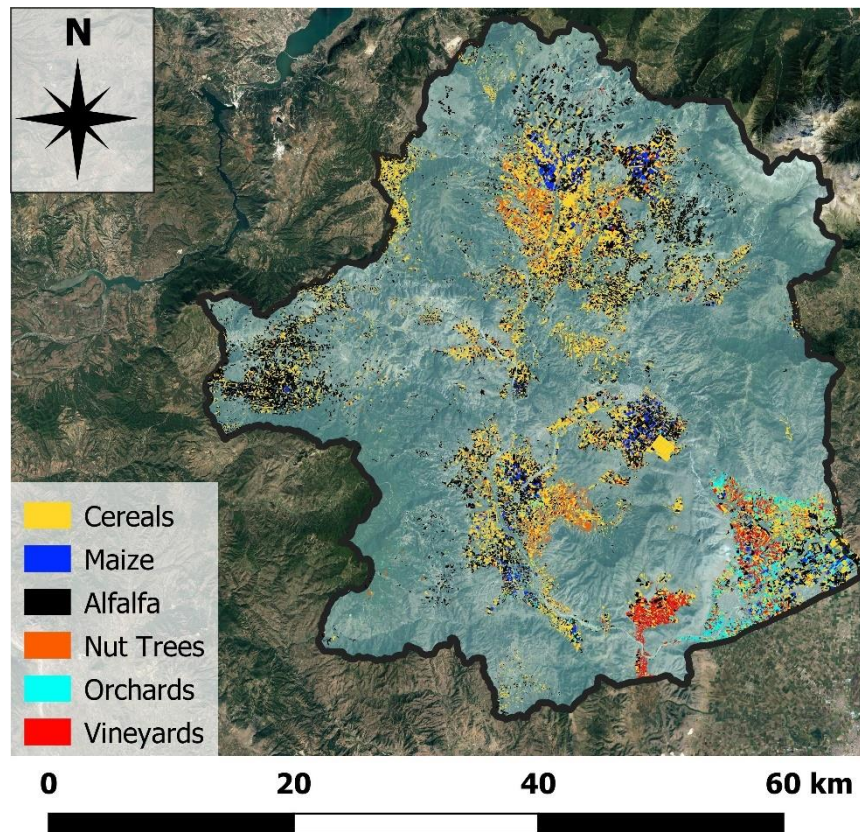 N
Cereals
Maize
Alfalfa
Nut Trees
Orchards
Vineyards
0 20 40 60 km